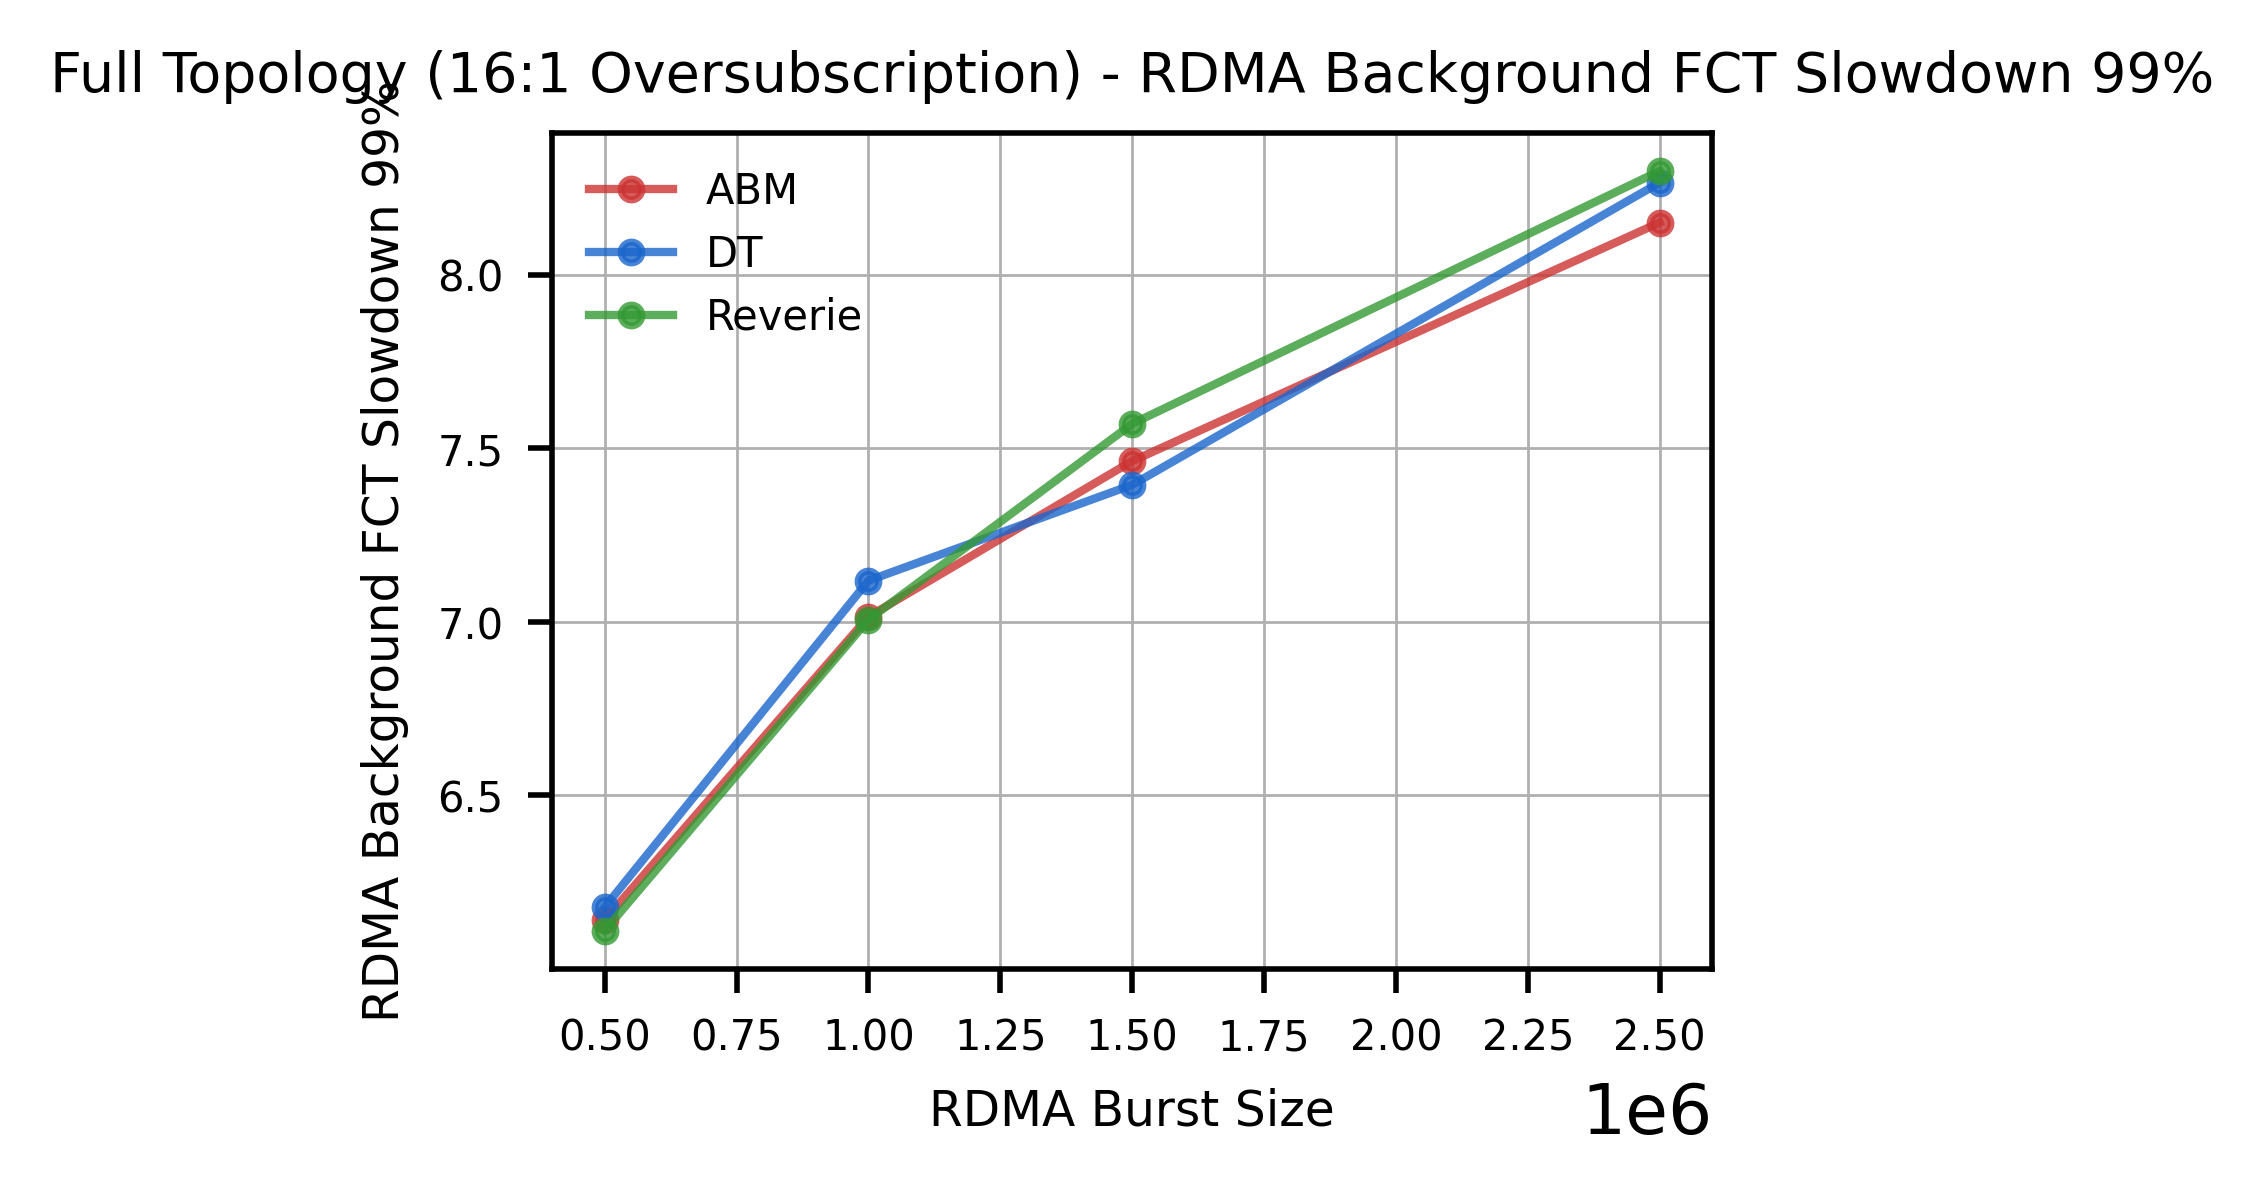 Full Topology (16:1 Oversubscription) - RDMA Background FCT Slowdown 99%
RDMA Background FCT Slowdown 99%
ABM
DT
Reverie
8.0
7.5
7.0
6.5
0.50 0.75 1.00 1.25 1.50 1.75 2.00 2.25 2.50
RDMA Burst Size
1e6